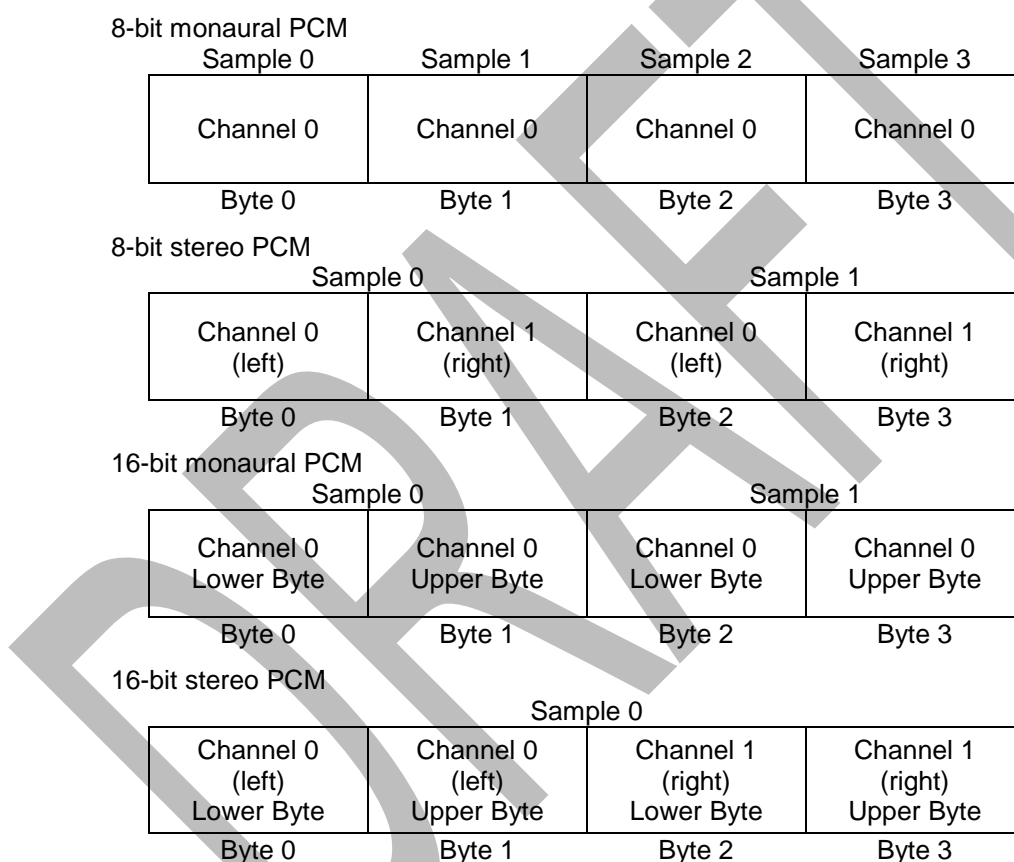 8-bit monaural PCM
Sample 0 Sample 1 Sample 2 Sample 3
Channel 0 Channel 0 Channel 0 Channel 0
Byte 0 Byte 1 Byte 2 Byte 3
8-bit stereo PCM
Sample 0 Sample 1
Channel 0 Channel 1 Channel 0 Channel 1
(left) (right) (left) (right)
Byte 0 Byte 1 Byte 2 Byte 3
16-bit monaural PCM
Sample 0 Sample 1
Channel 0 Channel 0 Channel 0 Channel 0
Lower Byte Upper Byte Lower Byte Upper Byte
Byte 0 Byte 1 Byte 2 Byte 3
16-bit stereo PCM
Sample 0
Channel 0 Channel 0 Channel 1 Channel 1
(left) (left) (right) (right)
Lower Byte Upper Byte Lower Byte Upper Byte
Byte 0 Byte 1 Byte 2 Byte 3
DRAFT